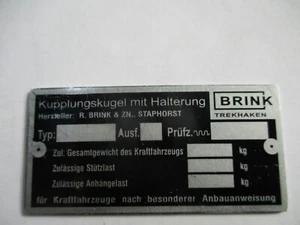 Kupplungskugel mit Halterung
BRINK
TREKHAKEN
Hersteller: R. BRINK & ZN., STAPHORST
Typ: Ausf. Prüfz.
Zul. Gesamtgewicht des Kraftfahrzeugs kg
Zulässige Stützlast kg
Zulässige Anhängelast kg
für Kraftfahrzeuge nach besonderer Anbauanweisung